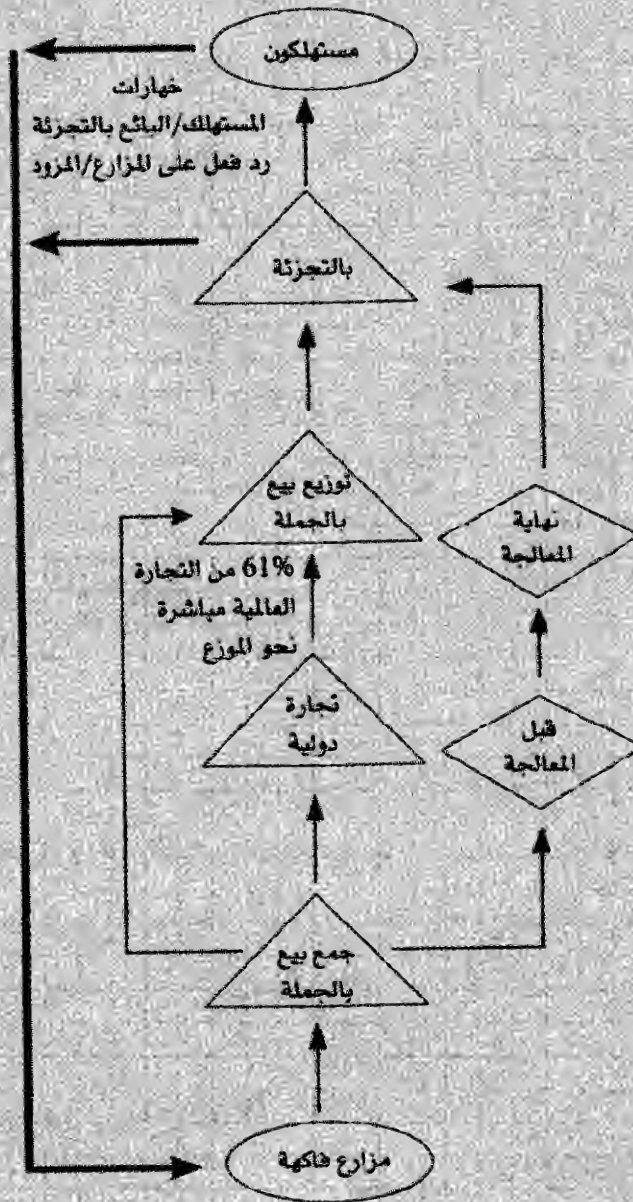 مستهلكون
خيارات
المستهلك/البائع بالتجزئة
رد فعل على المزارع/المزود
بالتجزئة
توزيع بيع
بالجملة
نهاية
المعالجة
61% من التجارة
العالمية مباشرة
نحو الموزع
تجارة
دولية
قبل
المعالجة
جمع بيع
بالجملة
مزارع فاكهة